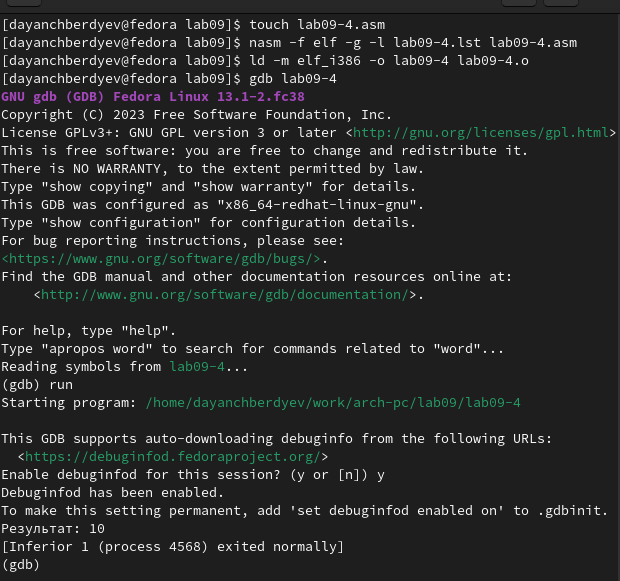 [dayanchberdyev@fedora lab09]$ touch lab09-4.asm
[dayanchberdyev@fedora lab09]$ nasm -f elf -g -l lab09-4.lst lab09-4.asm
[dayanchberdyev@fedora lab09]$ ld -m elf_i386 -o lab09-4 lab09-4.o
[dayanchberdyev@fedora lab09]$ gdb lab09-4
GNU gdb (GDB) Fedora Linux 13.1-2.fc38
Copyright (C) 2023 Free Software Foundation, Inc.
License GPLv3+: GNU GPL version 3 or later <http://gnu.org/licenses/gpl.html>
This is free software: you are free to change and redistribute it.
There is NO WARRANTY, to the extent permitted by law.
Type "show copying" and "show warranty" for details.
This GDB was configured as "x86_64-redhat-linux-gnu".
Type "show configuration" for configuration details.
For bug reporting instructions, please see:
<https://www.gnu.org/software/gdb/bugs/>.
Find the GDB manual and other documentation resources online at:
    <http://www.gnu.org/software/gdb/documentation/>.

For help, type "help".
Type "apropos word" to search for commands related to "word"...
Reading symbols from lab09-4...
(gdb) run
Starting program: /home/dayanchberdyev/work/arch-pc/lab09/lab09-4

This GDB supports auto-downloading debuginfo from the following URLs:
  <https://debuginfod.fedoraproject.org/>
Enable debuginfod for this session? (y or [n]) y
Debuginfod has been enabled.
To make this setting permanent, add 'set debuginfod enabled on' to .gdbinit.
Результат: 10
[Inferior 1 (process 4568) exited normally]
(gdb)